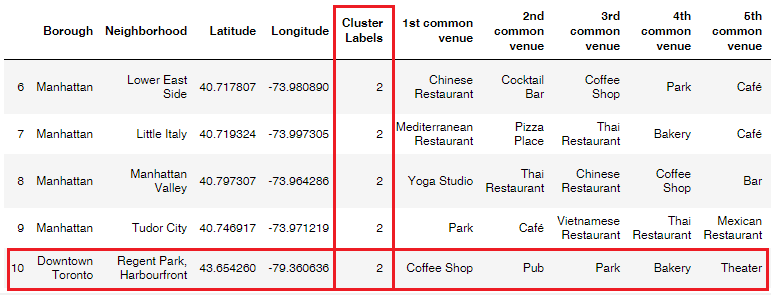 Borough Neighborhood Latitude Longitude Cluster Labels 1st common venue 2nd common venue 3rd common venue 4th common venue 5th common venue
6 Manhattan Lower East Side 40.717807 -73.980890 2 Chinese Restaurant Cocktail Bar Coffee Shop Park Café
7 Manhattan Little Italy 40.719324 -73.997305 2 Mediterranean Restaurant Pizza Place Thai Restaurant Bakery Café
8 Manhattan Manhattan Valley 40.797307 -73.964286 2 Yoga Studio Thai Restaurant Chinese Restaurant Coffee Shop Bar
9 Manhattan Tudor City 40.746917 -73.971219 2 Park Café Vietnamese Restaurant Thai Restaurant Mexican Restaurant
10 Downtown Toronto Regent Park, Harbourfront 43.654260 -79.360636 2 Coffee Shop Pub Park Bakery Theater